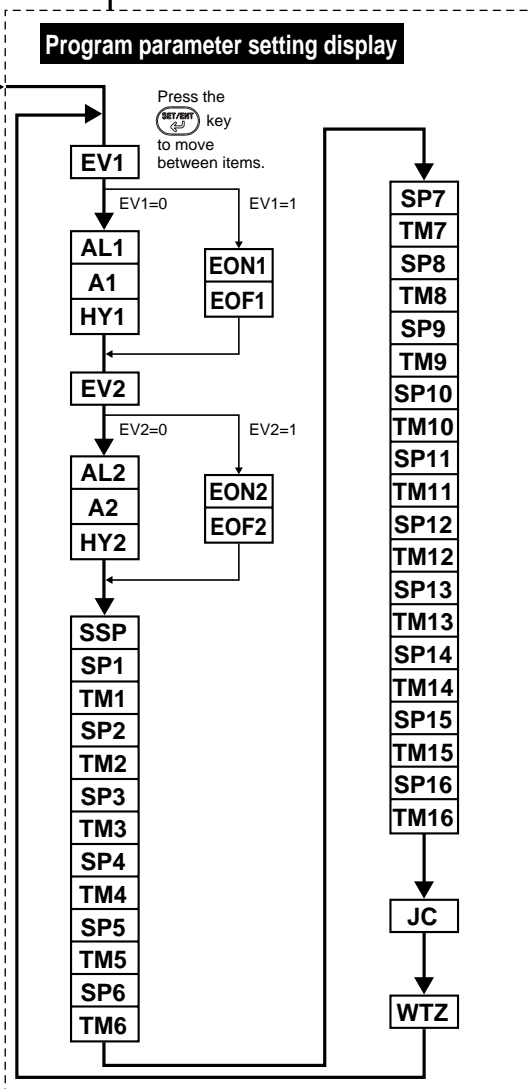 Program parameter setting display
Press the
SET/ENT key
to move
between items.
EV1
EV1=0
EV1=1
AL1
A1
HY1
EON1
EOF1
EV2
EV2=0
EV2=1
AL2
A2
HY2
EON2
EOF2
SSP
SP1
TM1
SP2
TM2
SP3
TM3
SP4
TM4
SP5
TM5
SP6
TM6
SP7
TM7
SP8
TM8
SP9
TM9
SP10
TM10
SP11
TM11
SP12
TM12
SP13
TM13
SP14
TM14
SP15
TM15
SP16
TM16
JC
WTZ